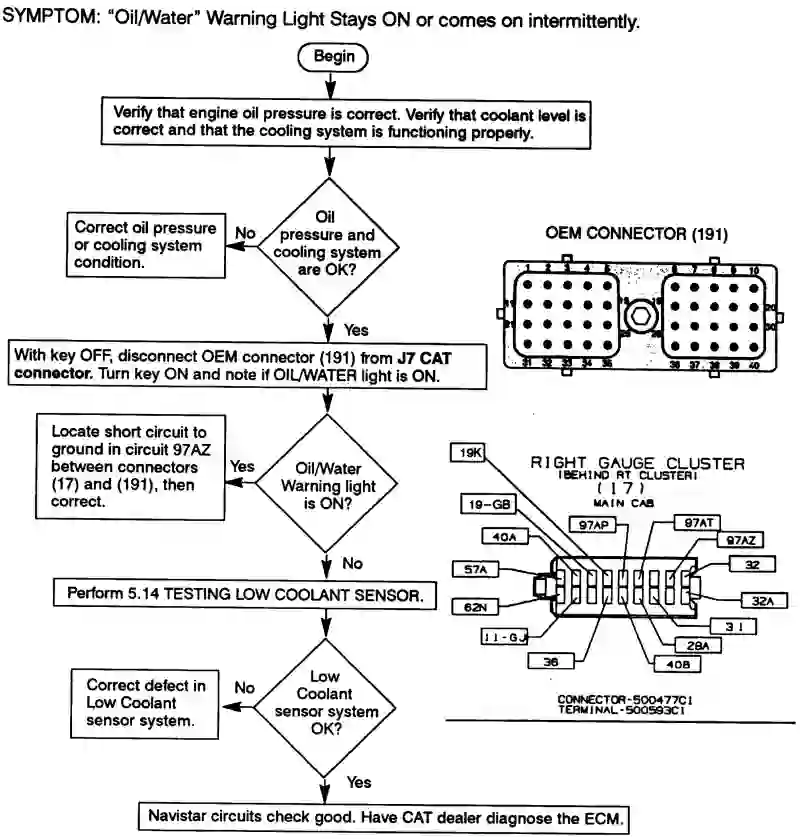 SYMPTOM: "Oil/Water" Warning Light Stays ON or comes on intermittently.
Begin
Verify that engine oil pressure is correct. Verify that coolant level is
correct and that the cooling system is functioning properly.
Oil
pressure and
cooling system
are OK?
No
Correct oil pressure
or cooling system
condition.
Yes
With key OFF, disconnect OEM connector (191) from J7 CAT
connector. Turn key ON and note if OIL/WATER light is ON.
Oil/Water
Warning light
is ON?
Yes
Locate short circuit to
ground in circuit 97AZ
between connectors
(17) and (191), then
correct.
No
Perform 5.14 TESTING LOW COOLANT SENSOR.
Low
Coolant
sensor system
OK?
No
Correct defect in
Low Coolant
sensor system.
Yes
Navistar circuits check good. Have CAT dealer diagnose the ECM.
OEM CONNECTOR (191)
1 2 3 4 5 6 7 8 9 10
11 15 16 20
21 25 26 30
31 32 33 34 35 36 37 38 39 40
RIGHT GAUGE CLUSTER
(BEHIND RT CLUSTER)
(17)
MAIN CAB
19K
19-GB
40A
57A
62N
11-GJ
36
97AP
97AT
97AZ
32
32A
31
28A
40B
CONNECTOR-500477C1
TERMINAL-500593C1